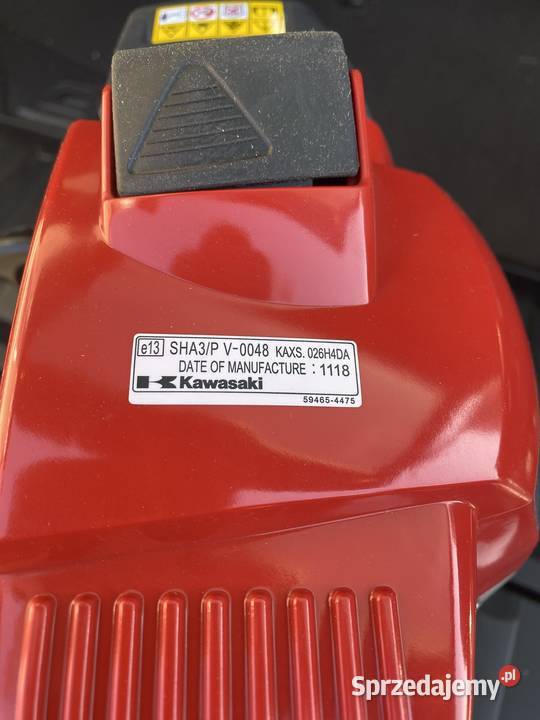 e13 SHA3/P V-0048 KAXS. 026H4DA
DATE OF MANUFACTURE : 1118
Kawasaki
59465-4475
Sprzedajemy.pl